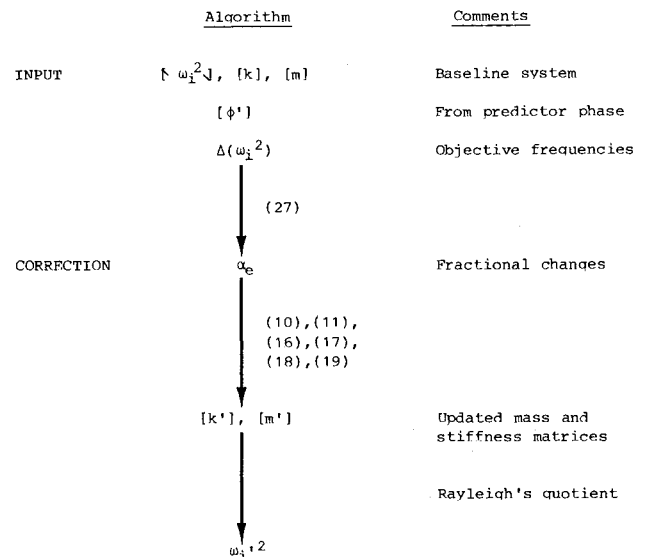 Algorithm Comments
INPUT [ ωi² ], [k], [m] Baseline system
[ϕ'] From predictor phase
Δ(ωi²) Objective frequencies
(27)
CORRECTION αe Fractional changes
(10),(11),
(16),(17),
(18),(19)
[k'], [m'] Updated mass and
stiffness matrices
Rayleigh's quotient
ωi'²